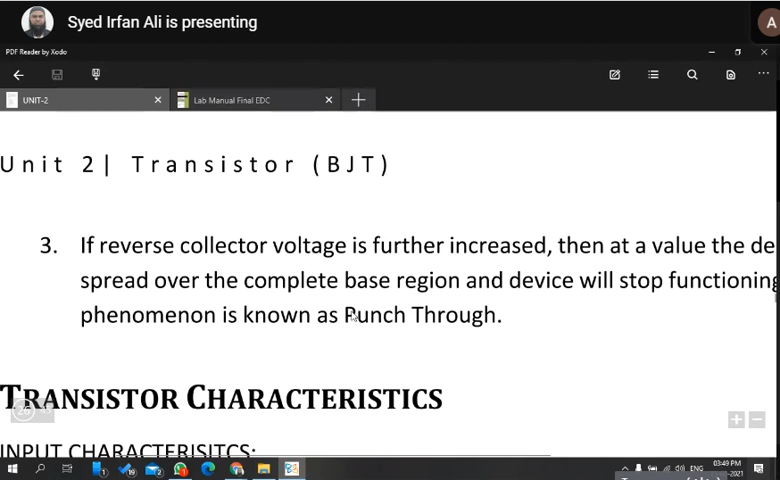 Syed Irfan Ali is presenting
A
PDF Reader by Xodo
UNIT-2
Lab Manual Final EDC
Unit 2| Transistor (BJT)
3. If reverse collector voltage is further increased, then at a value the de
spread over the complete base region and device will stop functioning
phenomenon is known as Punch Through.
TRANSISTOR CHARACTERISTICS
INPUT CHARACTERISITCS:
ENG
03:49 PM